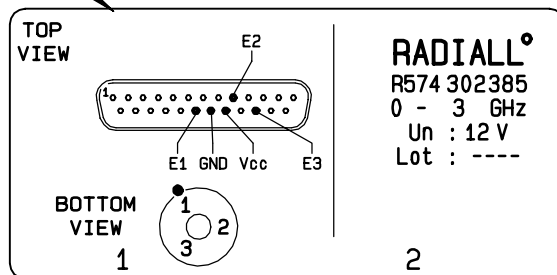 TOP
VIEW
E2
1
E1 GND Vcc E3
BOTTOM
VIEW
1
2
3
1
RADIALL°
R574 302385
0 - 3 GHz
Un : 12 V
Lot : ----
2